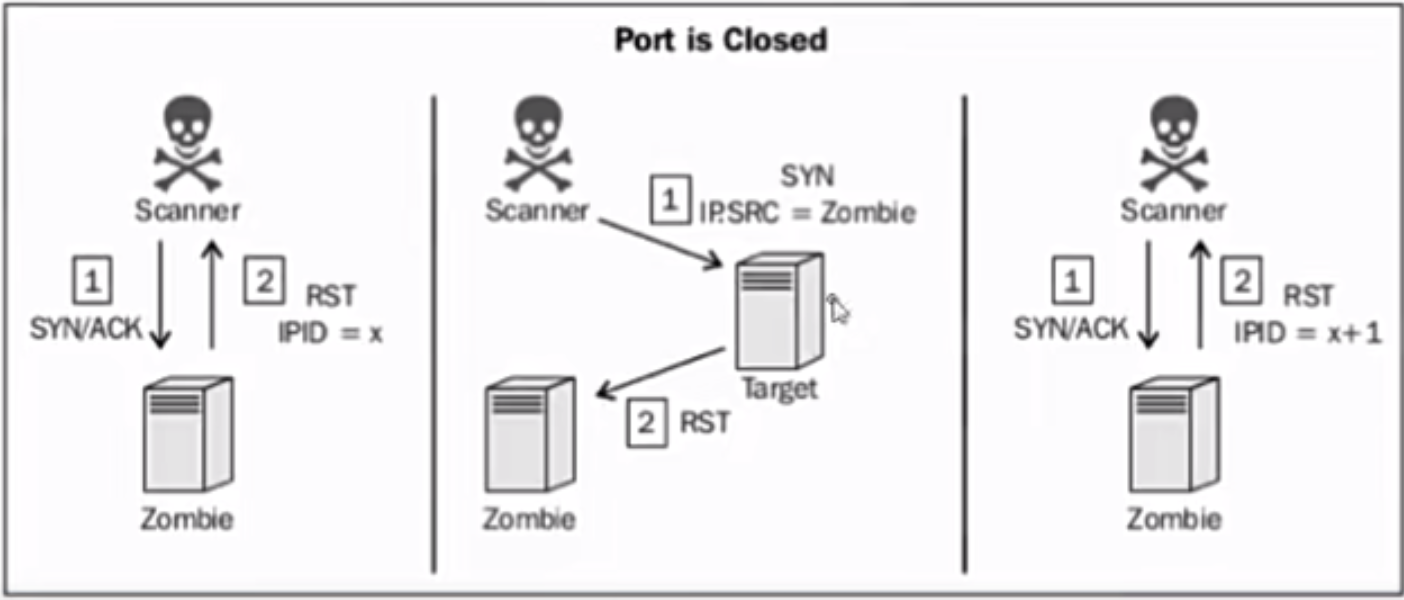 Port is Closed
Scanner
1
SYN/ACK
2
RST
IPID = x
Zombie
Scanner
1
SYN
IP.SRC = Zombie
Target
2
RST
Zombie
Scanner
1
SYN/ACK
2
RST
IPID = x+1
Zombie